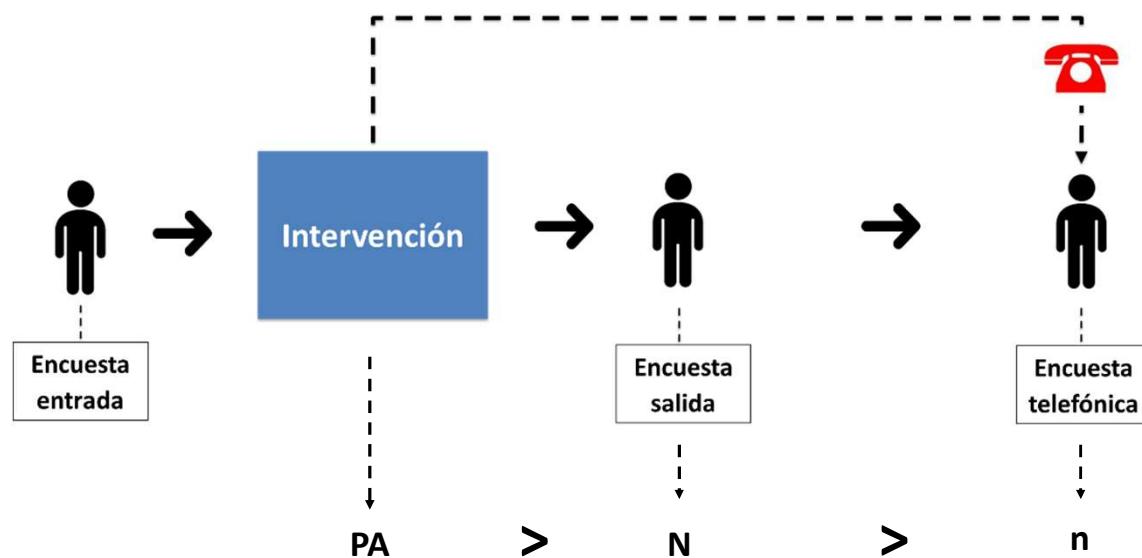 Intervención
Encuesta
entrada
Encuesta
salida
Encuesta
telefónica
PA > N > n